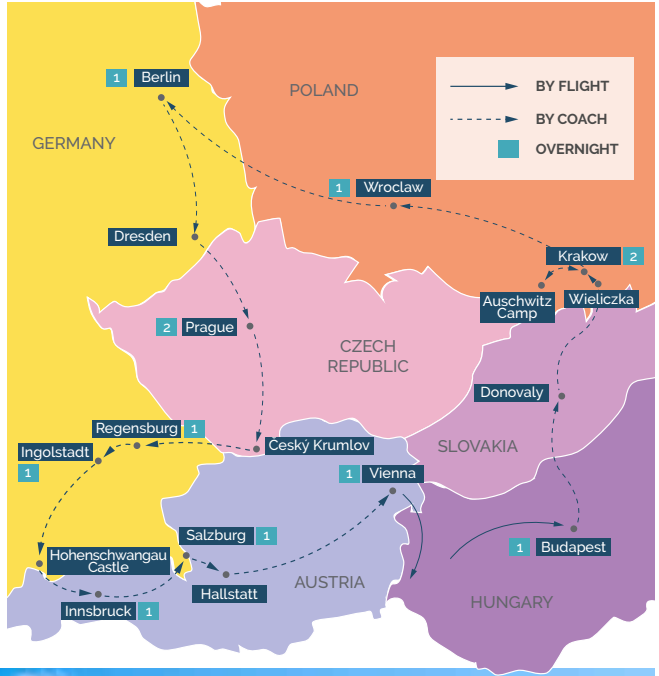 1 Berlin
POLAND
BY FLIGHT
BY COACH
OVERNIGHT
GERMANY
1 Wroclaw
Dresden
Krakow 2
Auschwitz
Camp
Wieliczka
2 Prague
CZECH
REPUBLIC
Donovaly
Regensburg 1
Ingolstadt
1
Český Krumlov
SLOVAKIA
1 Vienna
Salzburg 1
Hohenschwangau
Castle
1 Budapest
Hallstatt
AUSTRIA
Innsbruck 1
HUNGARY